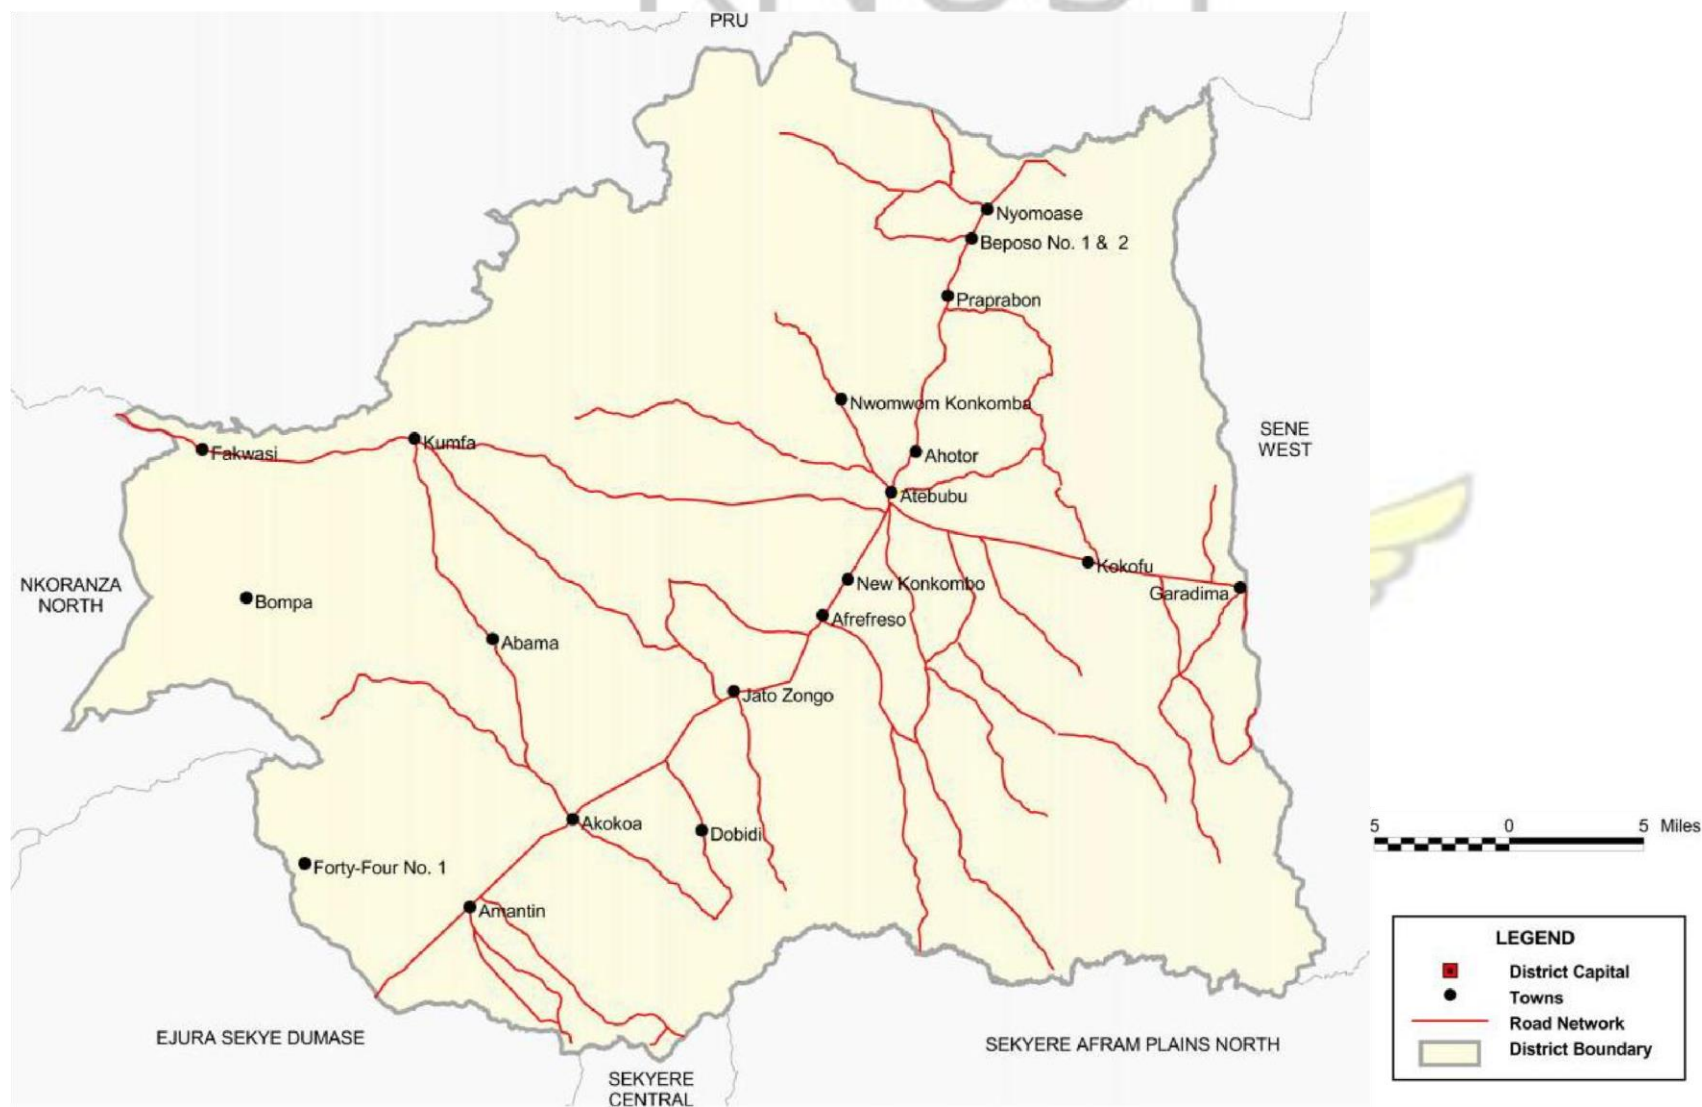 KNUST
PRU
Nyomoase
Beposo No. 1 & 2
Praprabon
Nwomwom Konkomba
SENE
WEST
Kumfa
Fakwasi
Ahotor
Atebubu
Kokofu
NKORANZA
NORTH
New Konkombo
Garadima
Bompa
Afrefreso
Abama
Jato Zongo
5 0 5 Miles
Akokoa
Dobidi
Forty-Four No. 1
Amantin
LEGEND
District Capital
Towns
Road Network
District Boundary
EJURA SEKYE DUMASE
SEKYERE AFRAM PLAINS NORTH
SEKYERE
CENTRAL